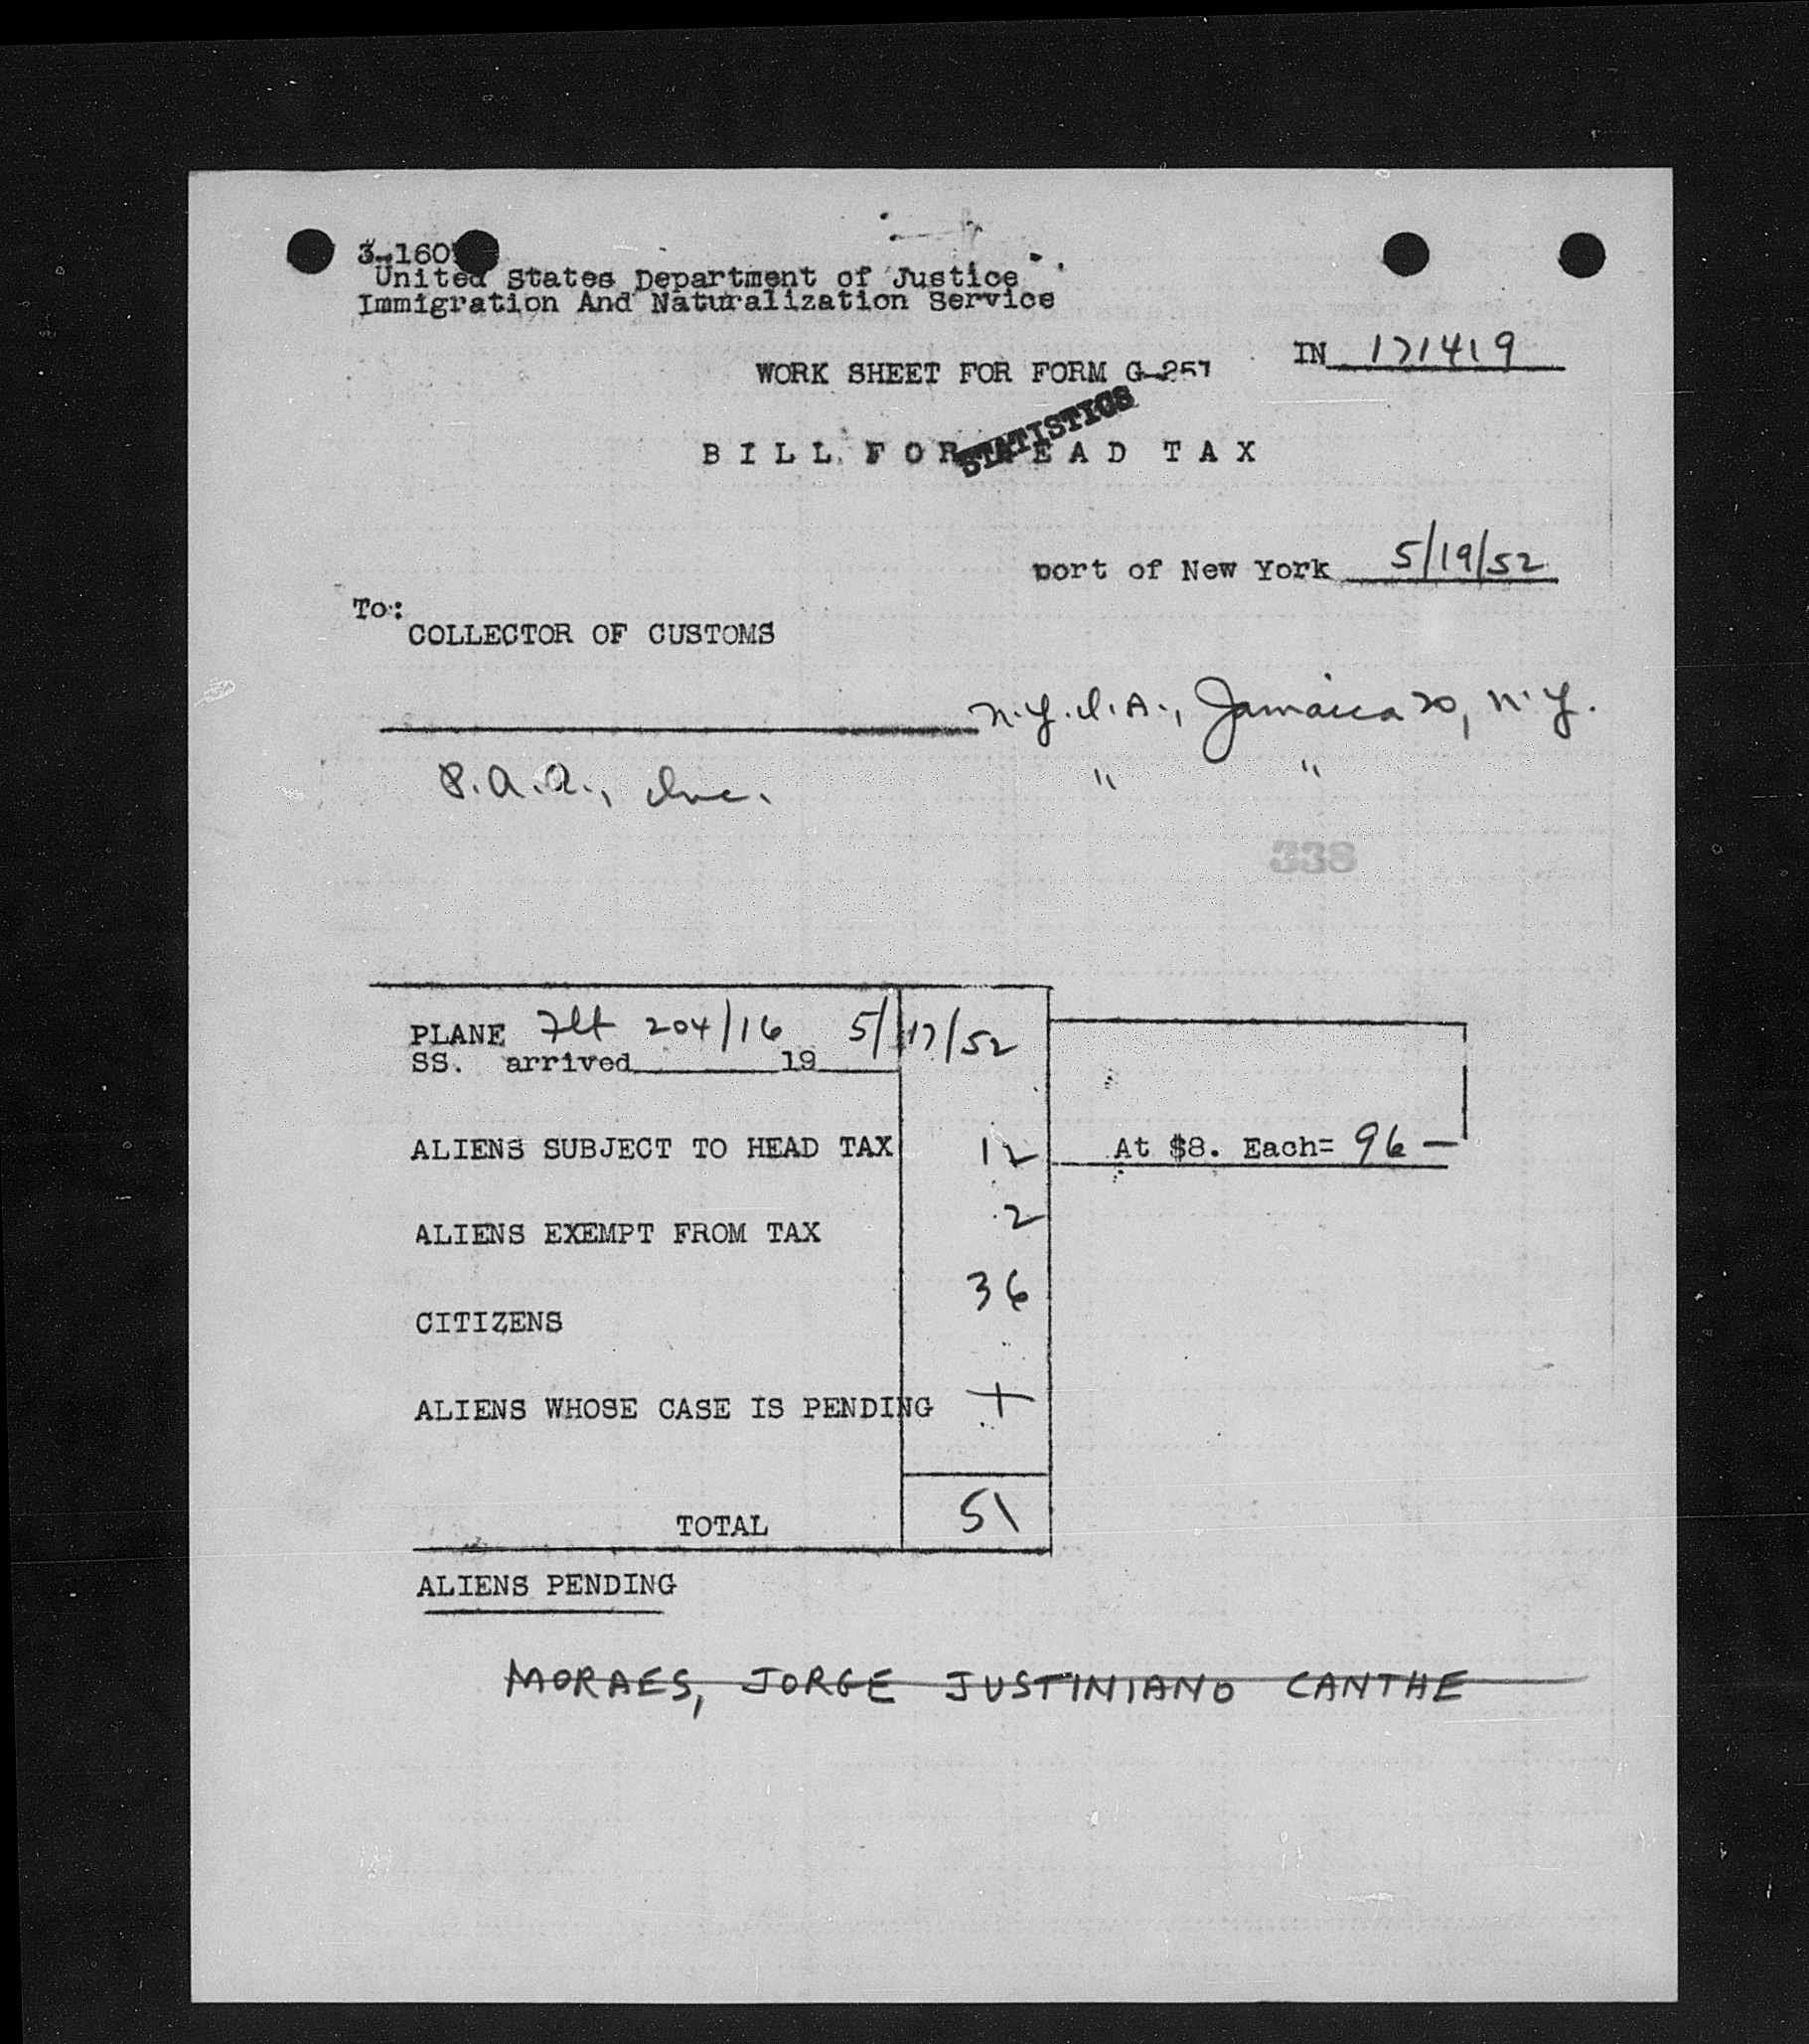 3-160
United States Department of Justice
Immigration And Naturalization Service
WORK SHEET FOR FORM G-257
IN 171419
STATISTICS
BILL FOR HEAD TAX
port of New York 5/19/52
To:
COLLECTOR OF CUSTOMS
N.Y.I.A., Jamaica 20, N.Y.
P.A.A., Inc. " "
338
PLANE Flt 204/16 5/17/52
SS. arrived 19
ALIENS SUBJECT TO HEAD TAX 12 At $8. Each= 96 —
ALIENS EXEMPT FROM TAX 2
CITIZENS 36
ALIENS WHOSE CASE IS PENDING 1
TOTAL 51
ALIENS PENDING
MORAES, JORGE JUSTINIANO CANTHE